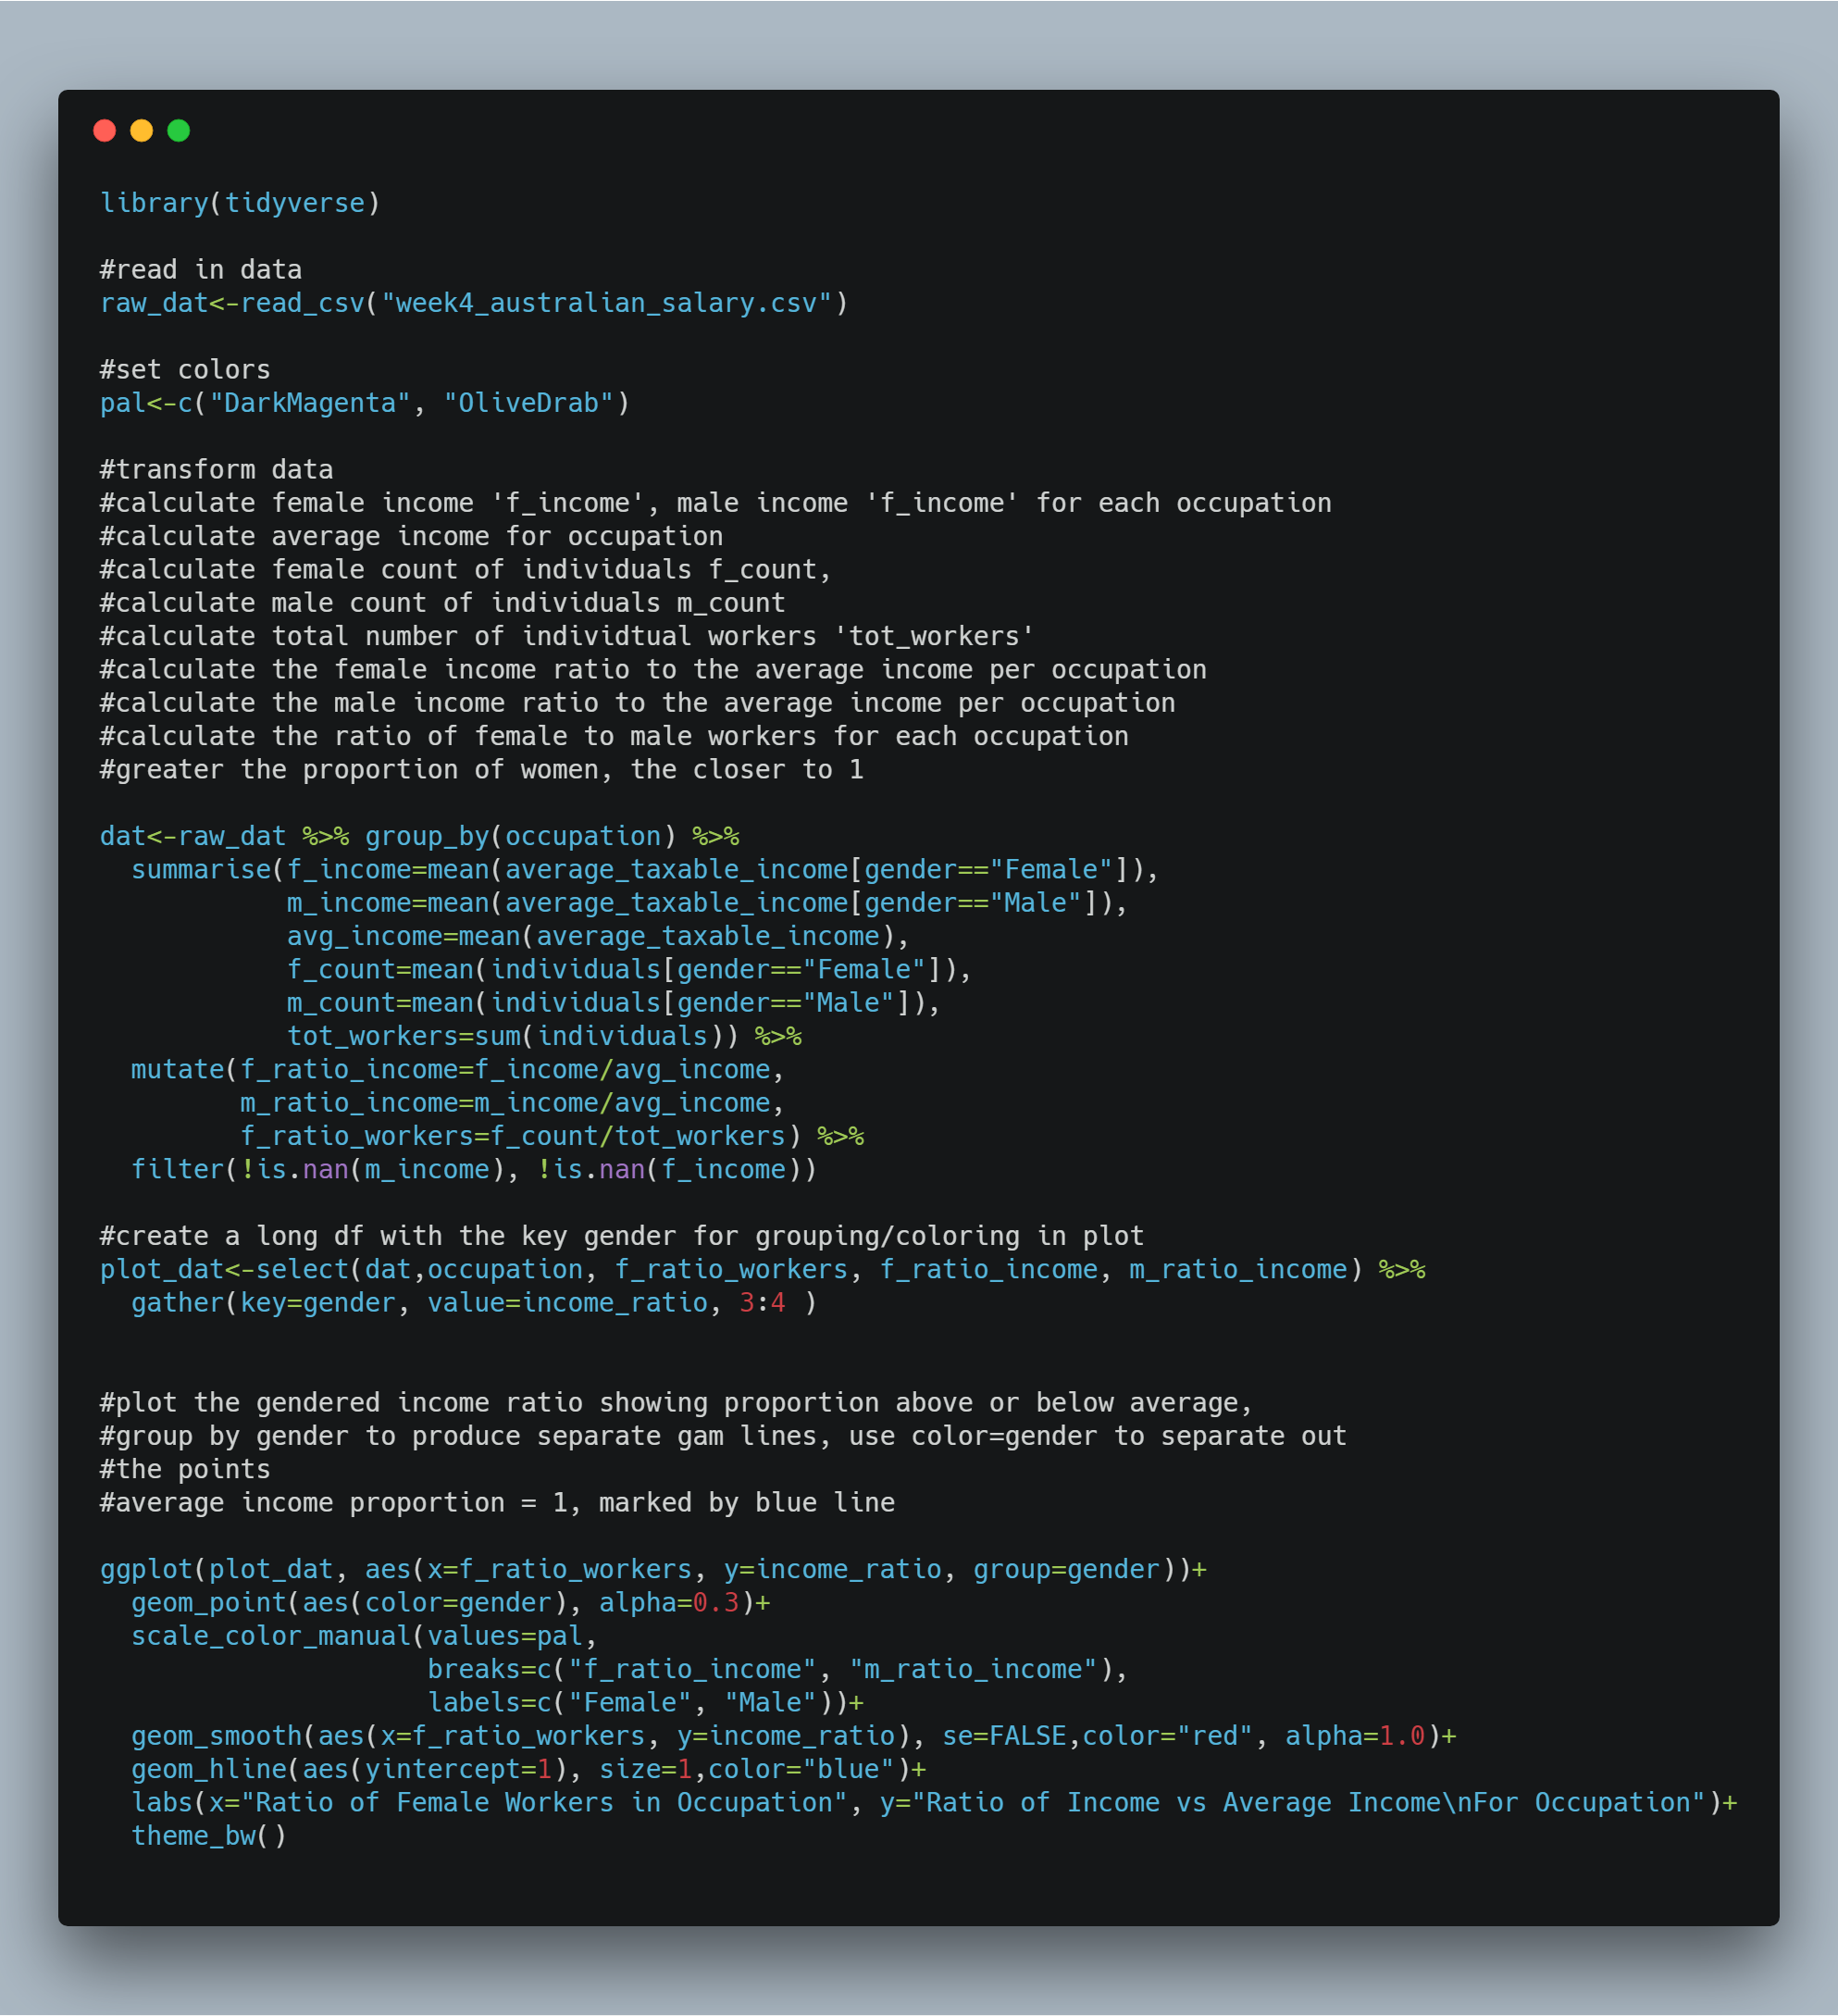 library(tidyverse)

#read in data
raw_dat<-read_csv("week4_australian_salary.csv")

#set colors
pal<-c("DarkMagenta", "OliveDrab")

#transform data
#calculate female income 'f_income', male income 'f_income' for each occupation
#calculate average income for occupation
#calculate female count of individuals f_count,
#calculate male count of individuals m_count
#calculate total number of individtual workers 'tot_workers'
#calculate the female income ratio to the average income per occupation
#calculate the male income ratio to the average income per occupation
#calculate the ratio of female to male workers for each occupation
#greater the proportion of women, the closer to 1

dat<-raw_dat %>% group_by(occupation) %>%
  summarise(f_income=mean(average_taxable_income[gender=="Female"]),
            m_income=mean(average_taxable_income[gender=="Male"]),
            avg_income=mean(average_taxable_income),
            f_count=mean(individuals[gender=="Female"]),
            m_count=mean(individuals[gender=="Male"]),
            tot_workers=sum(individuals)) %>%
  mutate(f_ratio_income=f_income/avg_income,
         m_ratio_income=m_income/avg_income,
         f_ratio_workers=f_count/tot_workers) %>%
  filter(!is.nan(m_income), !is.nan(f_income))

#create a long df with the key gender for grouping/coloring in plot
plot_dat<-select(dat,occupation, f_ratio_workers, f_ratio_income, m_ratio_income) %>%
  gather(key=gender, value=income_ratio, 3:4 )


#plot the gendered income ratio showing proportion above or below average,
#group by gender to produce separate gam lines, use color=gender to separate out
#the points
#average income proportion = 1, marked by blue line

ggplot(plot_dat, aes(x=f_ratio_workers, y=income_ratio, group=gender))+
  geom_point(aes(color=gender), alpha=0.3)+
  scale_color_manual(values=pal,
                     breaks=c("f_ratio_income", "m_ratio_income"),
                     labels=c("Female", "Male"))+
  geom_smooth(aes(x=f_ratio_workers, y=income_ratio), se=FALSE,color="red", alpha=1.0)+
  geom_hline(aes(yintercept=1), size=1,color="blue")+
  labs(x="Ratio of Female Workers in Occupation", y="Ratio of Income vs Average Income\nFor Occupation")+
  theme_bw()